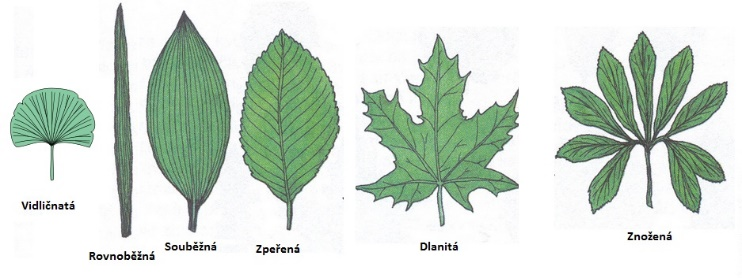 Vidličnatá
Rovnoběžná
Souběžná
Zpeřená
Dlanitá
Znožená